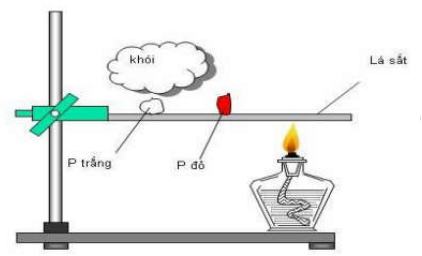 khói
Lá sắt
P trắng
P đỏ